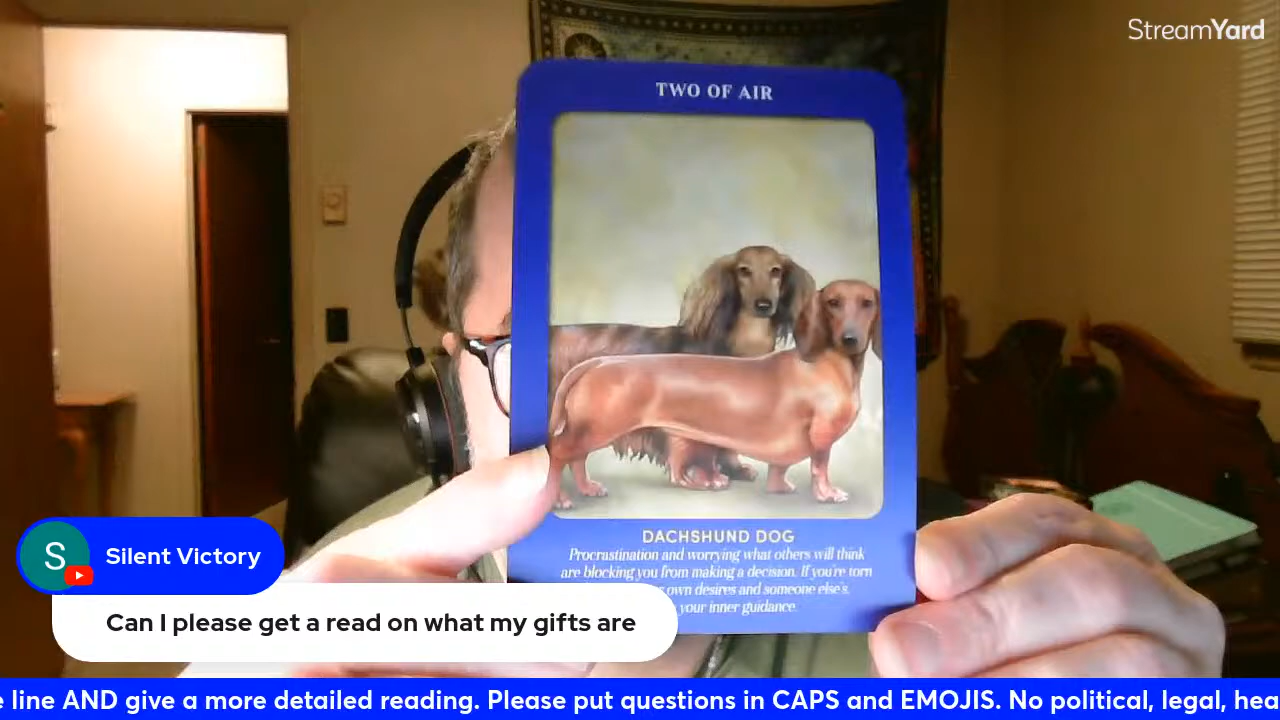 StreamYard
TWO OF AIR
DACHSHUND DOG
Procrastination and worrying what others will think
are blocking you from making a decision. If you're torn
own desires and someone else's,
your inner guidance.
S
Silent Victory
Can I please get a read on what my gifts are
line AND give a more detailed reading. Please put questions in CAPS and EMOJIS. No political, legal,